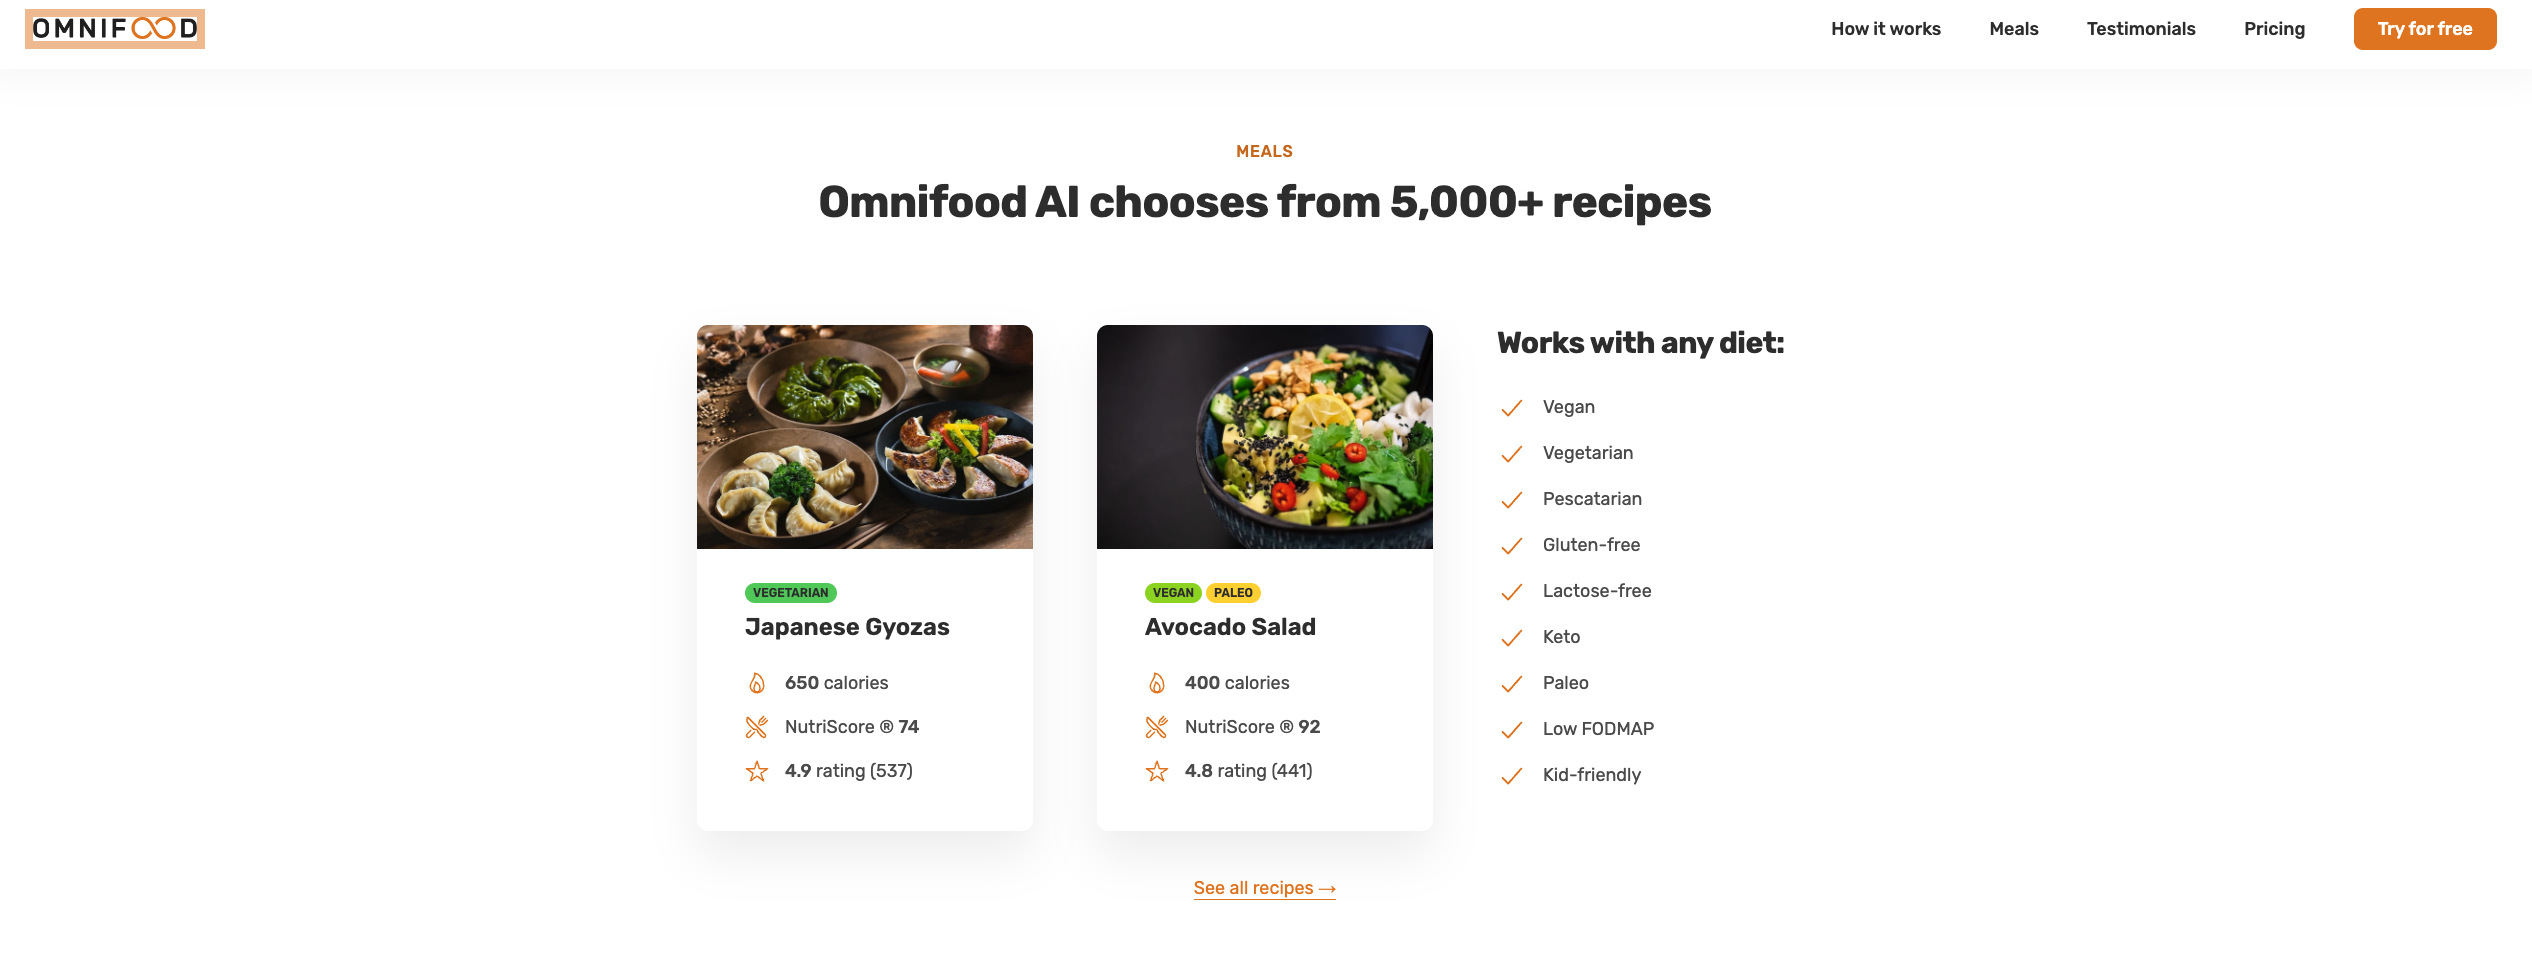 OMNIFOOD
How it works
Meals
Testimonials
Pricing
Try for free
MEALS
Omnifood AI chooses from 5,000+ recipes
VEGETARIAN
Japanese Gyozas
650 calories
NutriScore ® 74
4.9 rating (537)
VEGAN PALEO
Avocado Salad
400 calories
NutriScore ® 92
4.8 rating (441)
Works with any diet:
Vegan
Vegetarian
Pescatarian
Gluten-free
Lactose-free
Keto
Paleo
Low FODMAP
Kid-friendly
See all recipes →